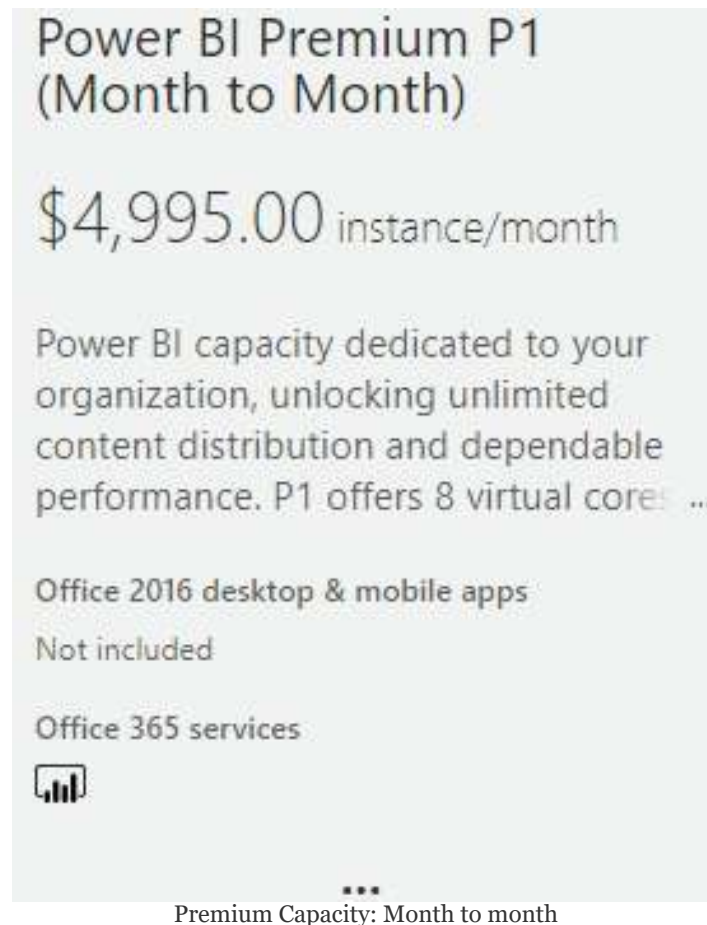 Power BI Premium P1
(Month to Month)
$4,995.00 instance/month
Power BI capacity dedicated to your
organization, unlocking unlimited
content distribution and dependable
performance. P1 offers 8 virtual cores ...
Office 2016 desktop & mobile apps
Not included
Office 365 services
...
Premium Capacity: Month to month